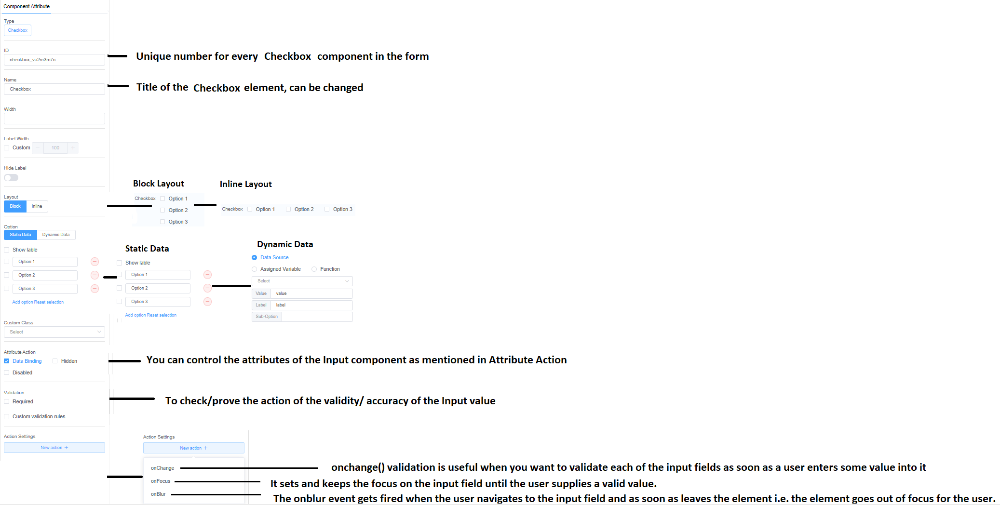 Component Attribute
Type
Checkbox
ID
checkbox_va2m3m7c
Unique number for every Checkbox component in the form
Name
Checkbox
Title of the Checkbox element, can be changed
Width
Label Width
Custom − 100 +
Hide Label
Layout
Block Inline
Block Layout
Checkbox Option 1
Option 2
Option 3
Inline Layout
Checkbox Option 1 Option 2 Option 3
Option
Static Data Dynamic Data
Show lable
Option 1
Option 2
Option 3
Add option Reset selection
Static Data
Show lable
Option 1
Option 2
Option 3
Add option Reset selection
Dynamic Data
Data Source
Assigned Variable Function
Select
Value value
Label label
Sub-Option
Custom Class
Select
Attribute Action
Data Binding Hidden
Disabled
You can control the attributes of the Input component as mentioned in Attribute Action
Validation
Required
Custom validation rules
To check/prove the action of the validity/ accuracy of the Input value
Action Settings
New action +
Action Settings
New action +
onChange
onchange() validation is useful when you want to validate each of the input fields as soon as a user enters some value into it
onFocus
It sets and keeps the focus on the input field until the user supplies a valid value.
onBlur
The onblur event gets fired when the user navigates to the input field and as soon as leaves the element i.e. the element goes out of focus for the user.